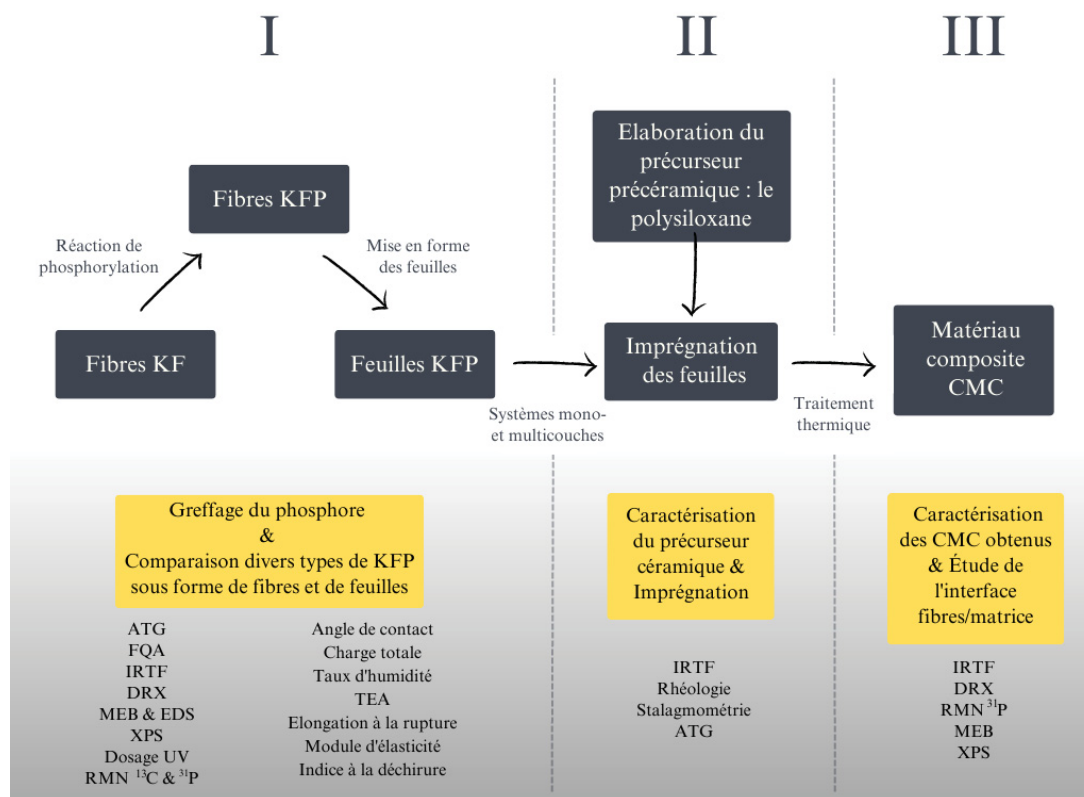 I
II
III
Fibres KFP
Réaction de
phosphorylation
Mise en forme
des feuilles
Fibres KF
Feuilles KFP
Systèmes mono-
et multicouches
Elaboration du
précurseur
précéramique : le
polysiloxane
Imprégnation
des feuilles
Traitement
thermique
Matériau
composite
CMC
Greffage du phosphore
&
Comparaison divers types de KFP
sous forme de fibres et de feuilles
ATG
FQA
IRTF
DRX
MEB & EDS
XPS
Dosage UV
RMN ¹³C & ³¹P
Angle de contact
Charge totale
Taux d'humidité
TEA
Elongation à la rupture
Module d'élasticité
Indice à la déchirure
Caractérisation
du précurseur
céramique &
Imprégnation
IRTF
Rhéologie
Stalagmométrie
ATG
Caractérisation
des CMC obtenus
& Étude de
l'interface
fibres/matrice
IRTF
DRX
RMN ³¹P
MEB
XPS